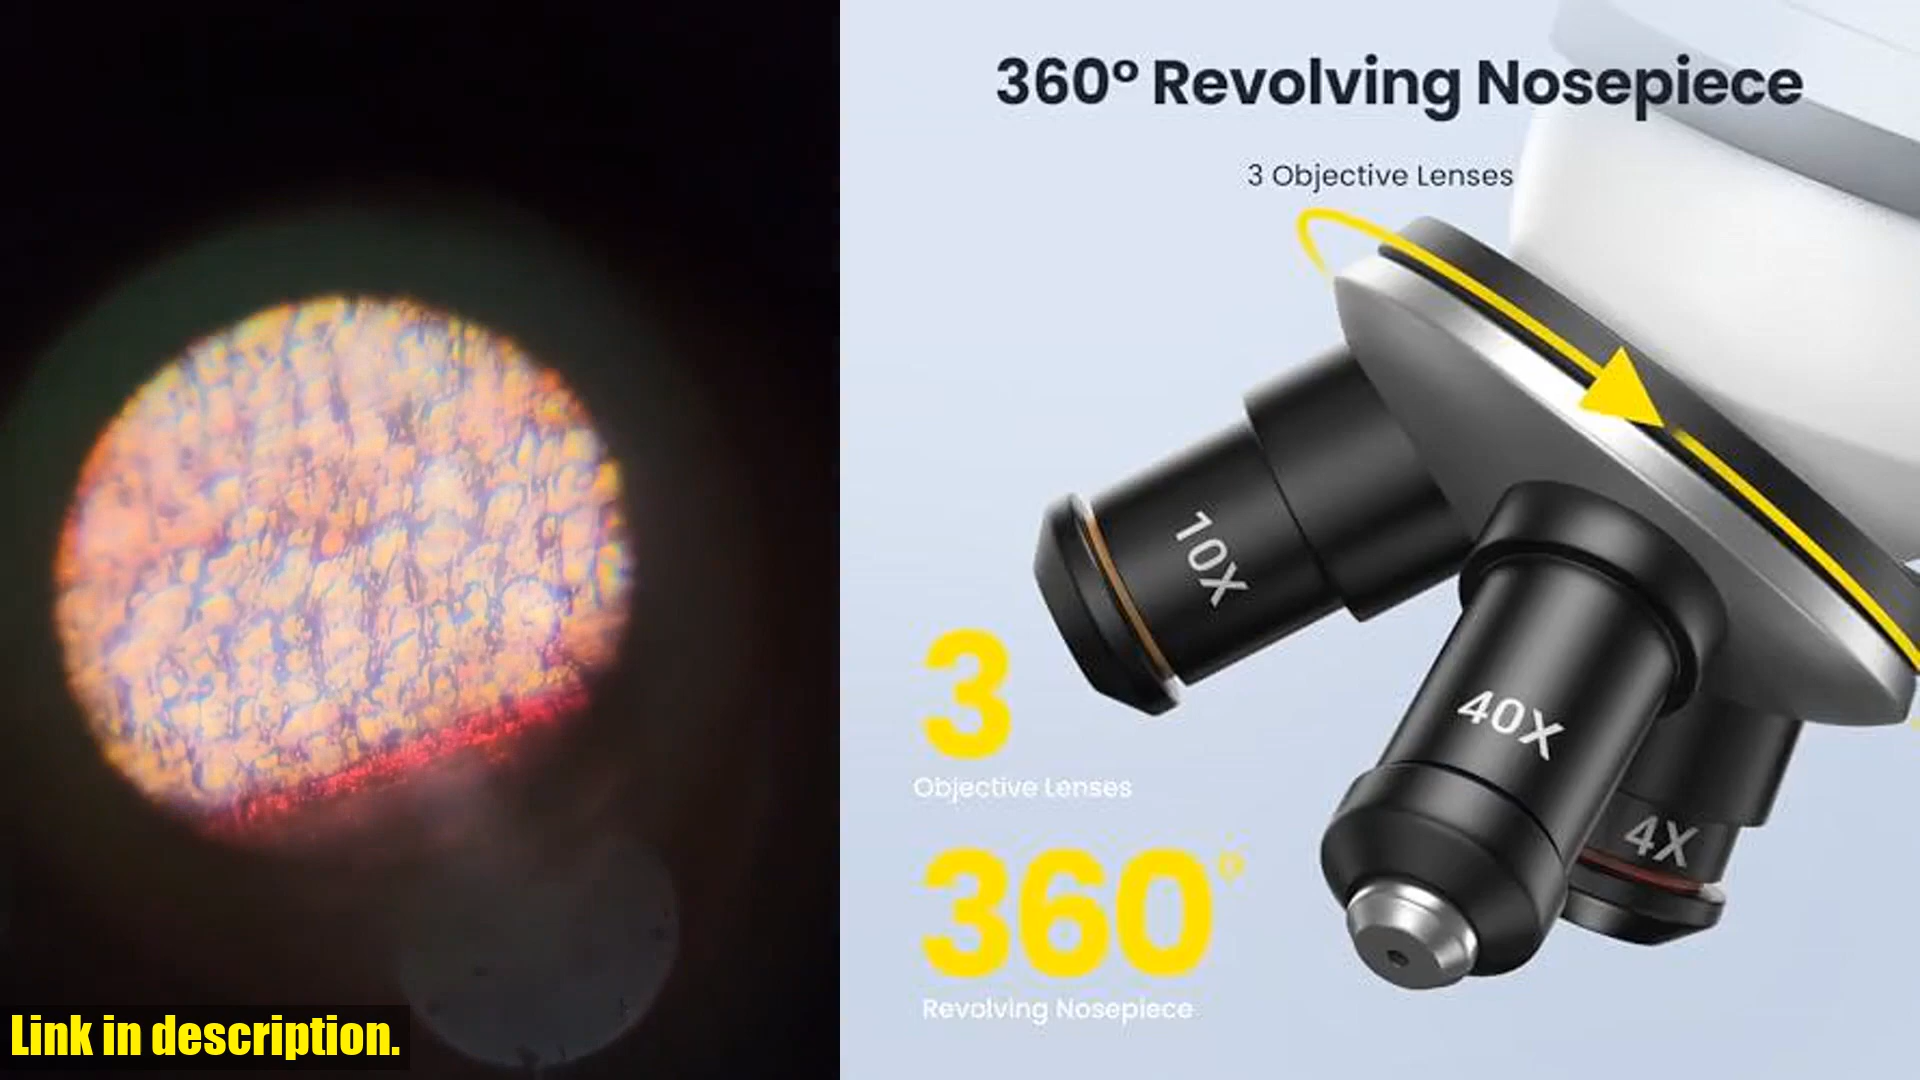 360° Revolving Nosepiece
3 Objective Lenses
10X
40X
4X
3
Objective Lenses
360°
Revolving Nosepiece
Link in description.